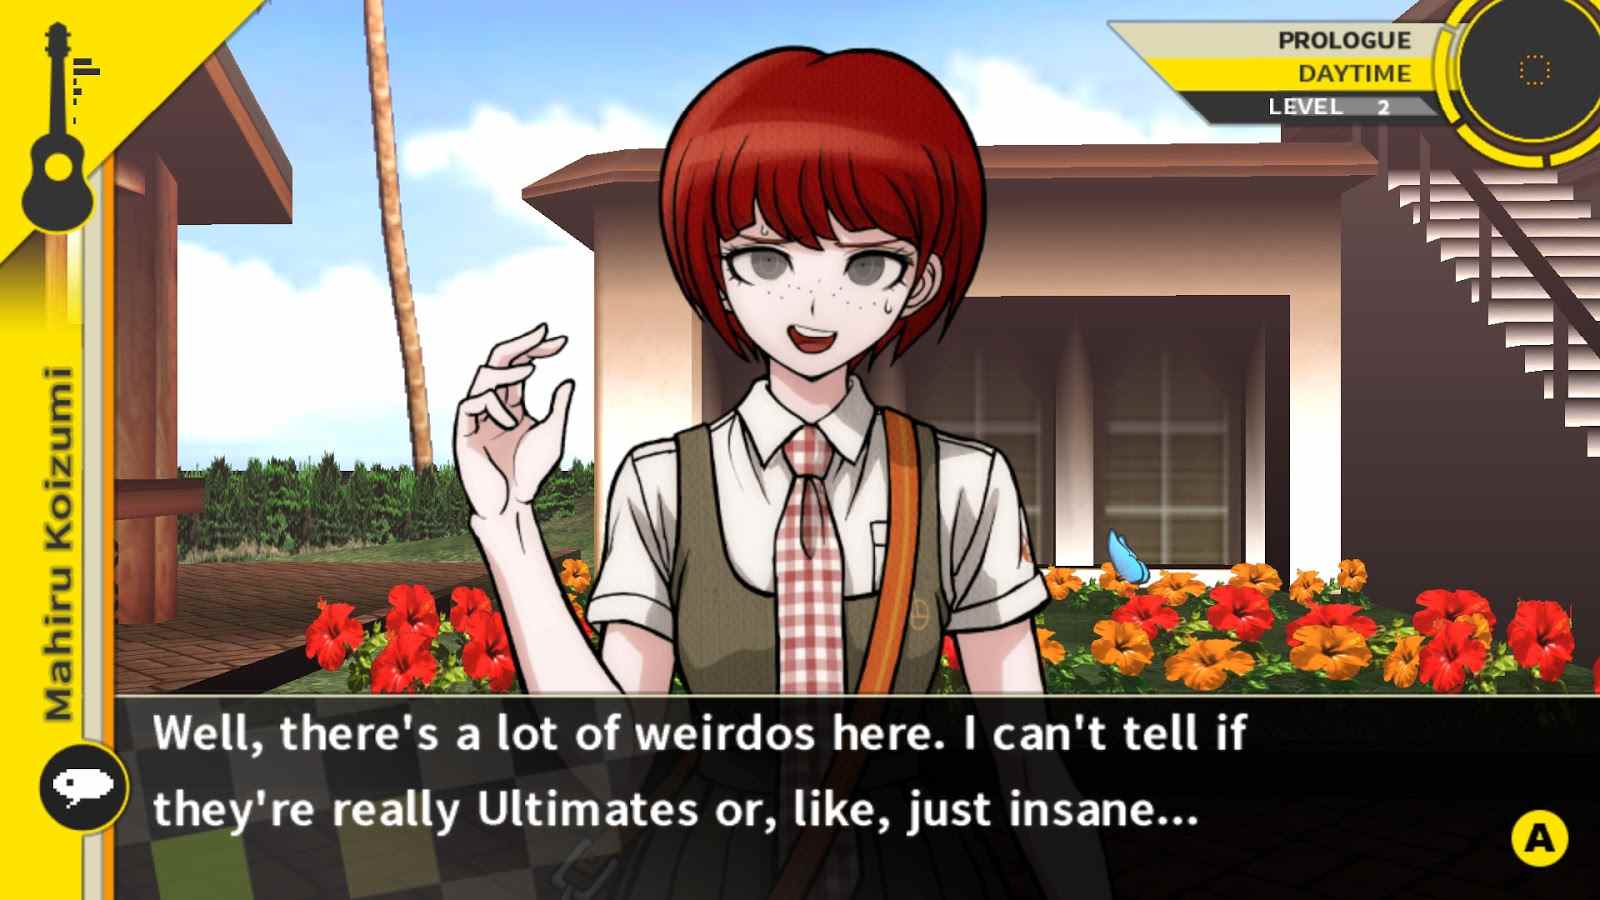 PROLOGUE
DAYTIME
LEVEL 2
Mahiru Koizumi
Well, there's a lot of weirdos here. I can't tell if
they're really Ultimates or, like, just insane...
A